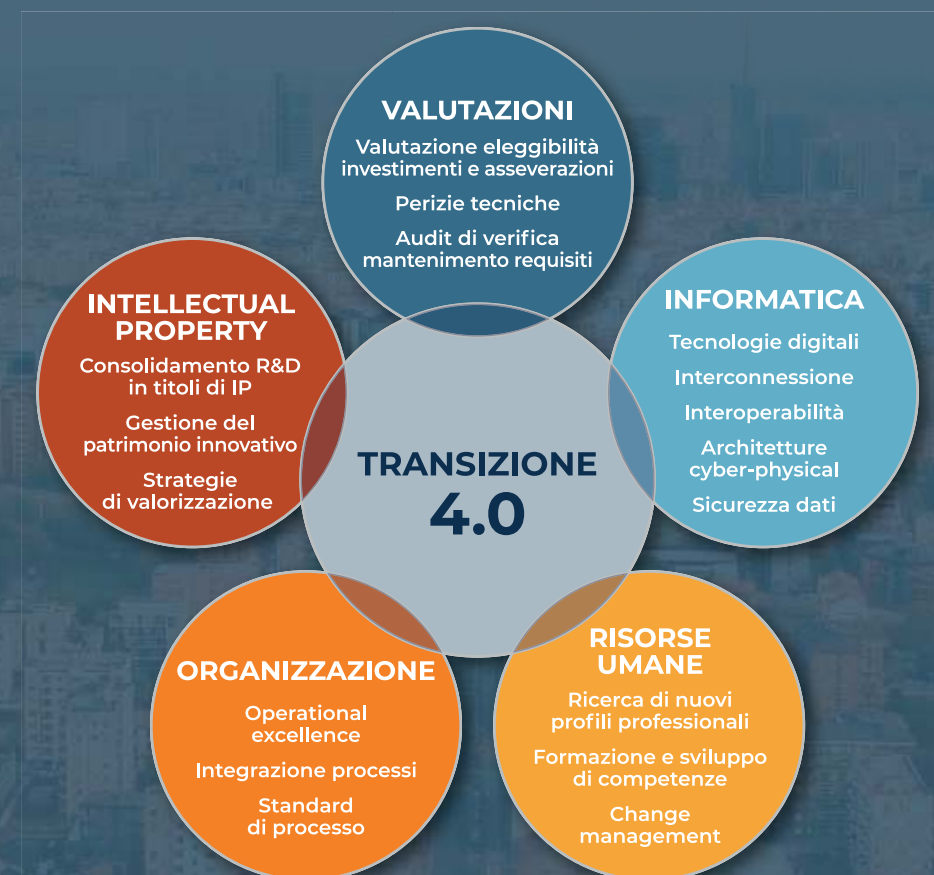 VALUTAZIONI
Valutazione eleggibilità
investimenti e asseverazioni
Perizie tecniche
Audit di verifica
mantenimento requisiti
INTELLECTUAL
PROPERTY
Consolidamento R&D
in titoli di IP
Gestione del
patrimonio innovativo
Strategie
di valorizzazione
INFORMATICA
Tecnologie digitali
Interconnessione
Interoperabilità
Architetture
cyber-physical
Sicurezza dati
TRANSIZIONE
4.0
ORGANIZZAZIONE
Operational
excellence
Integrazione processi
Standard
di processo
RISORSE
UMANE
Ricerca di nuovi
profili professionali
Formazione e sviluppo
di competenze
Change
management